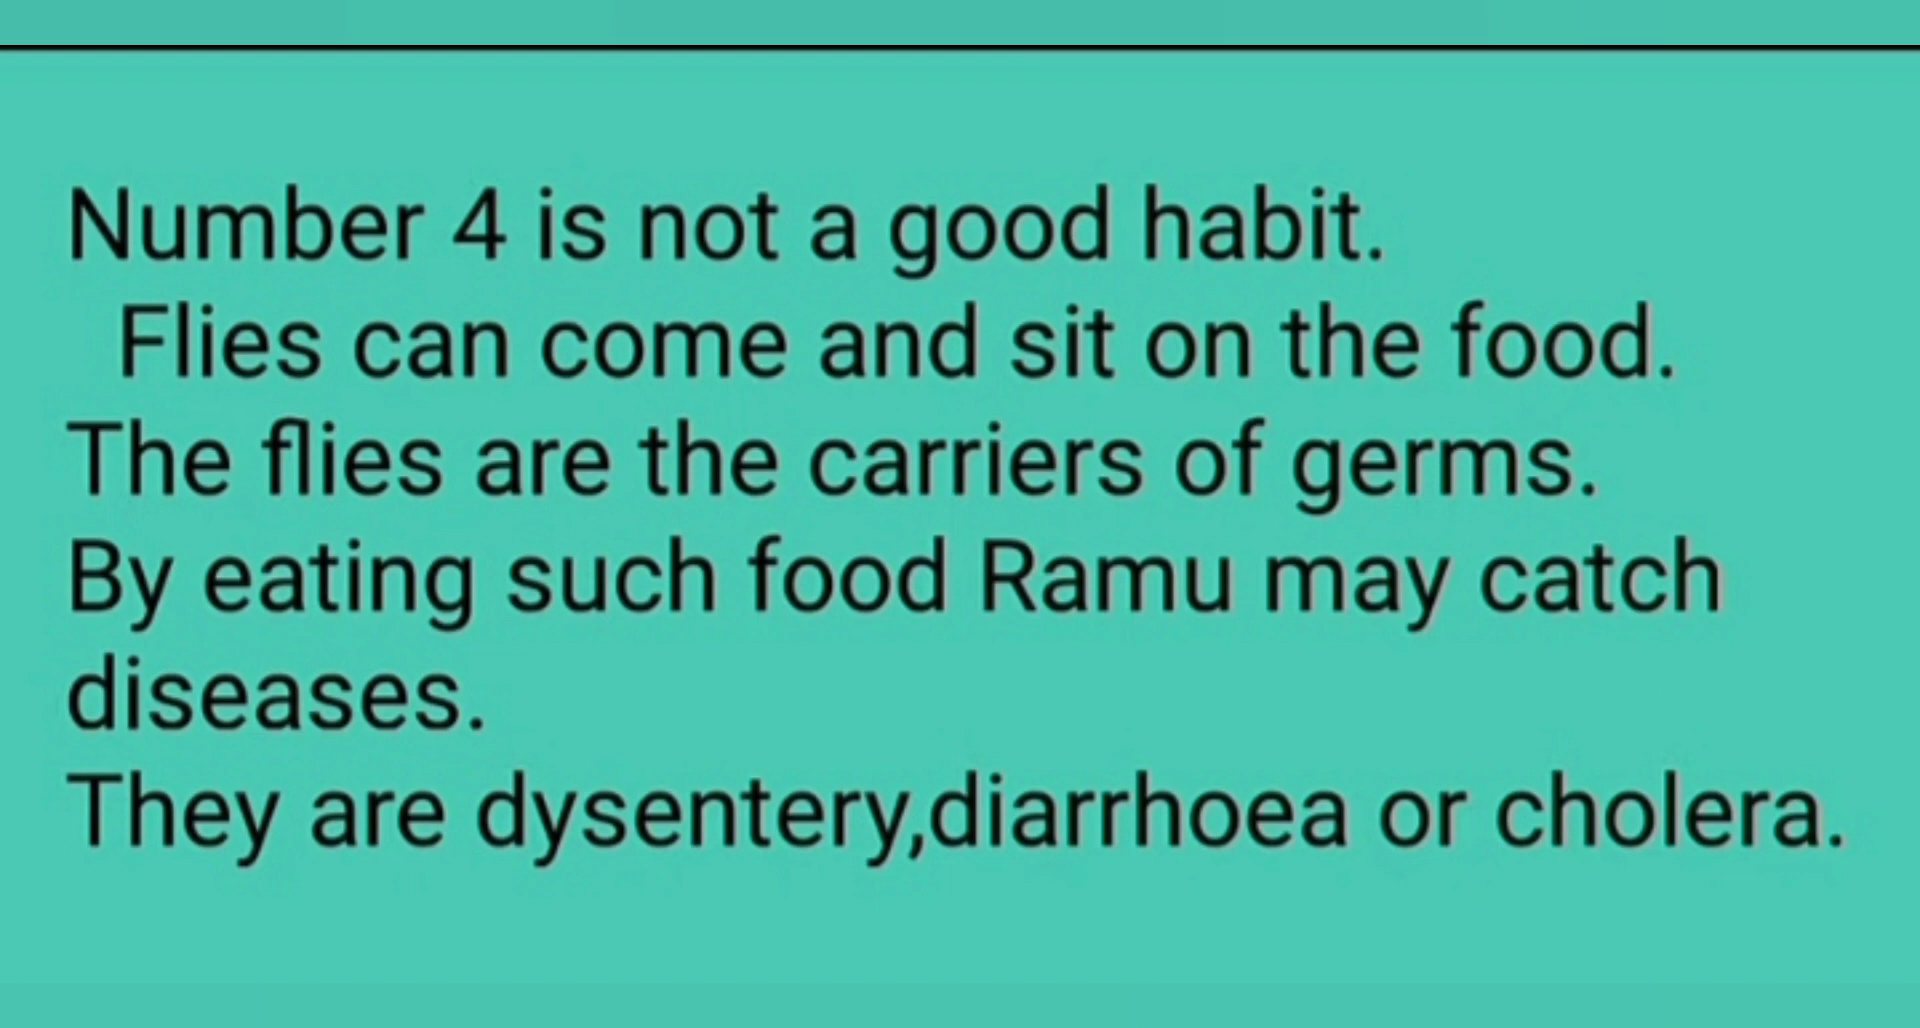 Number 4 is not a good habit.
Flies can come and sit on the food.
The flies are the carriers of germs.
By eating such food Ramu may catch
diseases.
They are dysentery,diarrhoea or cholera.